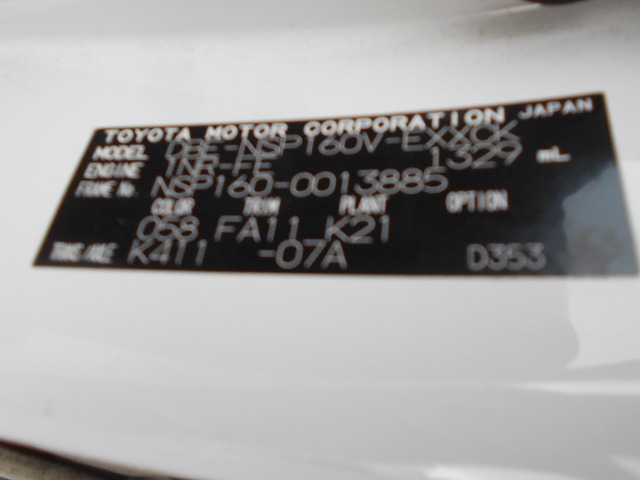 TOYOTA MOTOR CORPORATION JAPAN
MODEL DBE-NSP160V-EXXCK
ENGINE 1NR-FE 1329 mL
FRAME No. NSP160-0013885
COLOR TRIM PLANT OPTION
058 FA11 K21
TRANS/AXLE K411 -07A D353